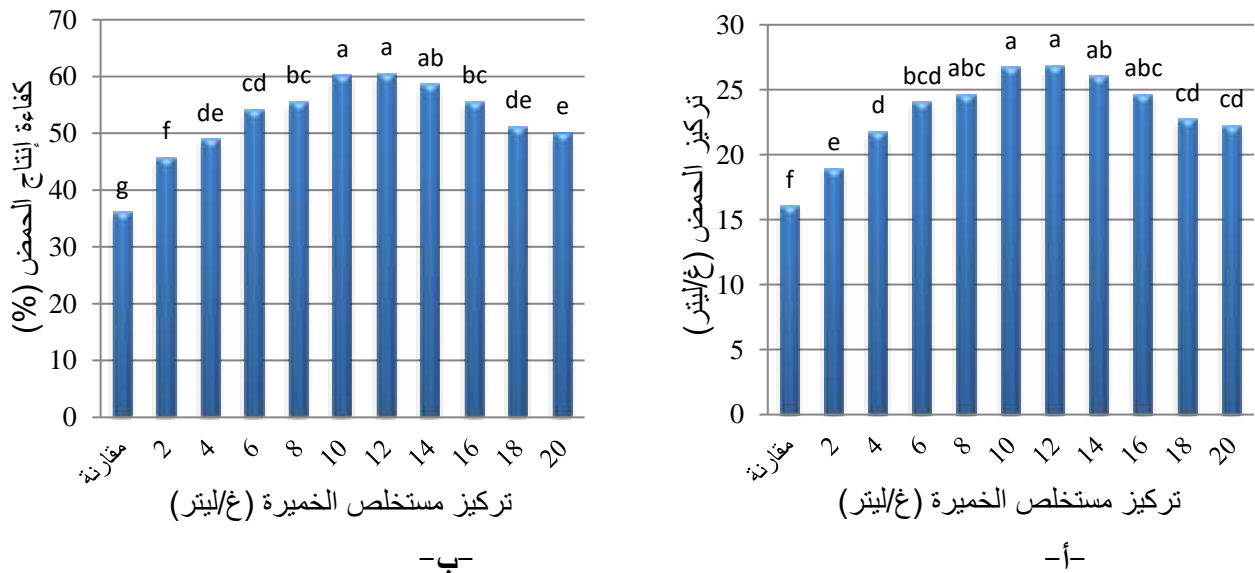 تركيز الحمض (غ/ليتر)
30
25
20
15
10
5
0
f e d bcd abc a a ab abc cd cd
مقارنة 2 4 6 8 10 12 14 16 18 20
تركيز مستخلص الخميرة (غ/ليتر)
-أ-
كفاءة إنتاج الحمض (%)
70
60
50
40
30
20
10
0
g f de cd bc a a ab bc de e
مقارنة 2 4 6 8 10 12 14 16 18 20
تركيز مستخلص الخميرة (غ/ليتر)
-ب-